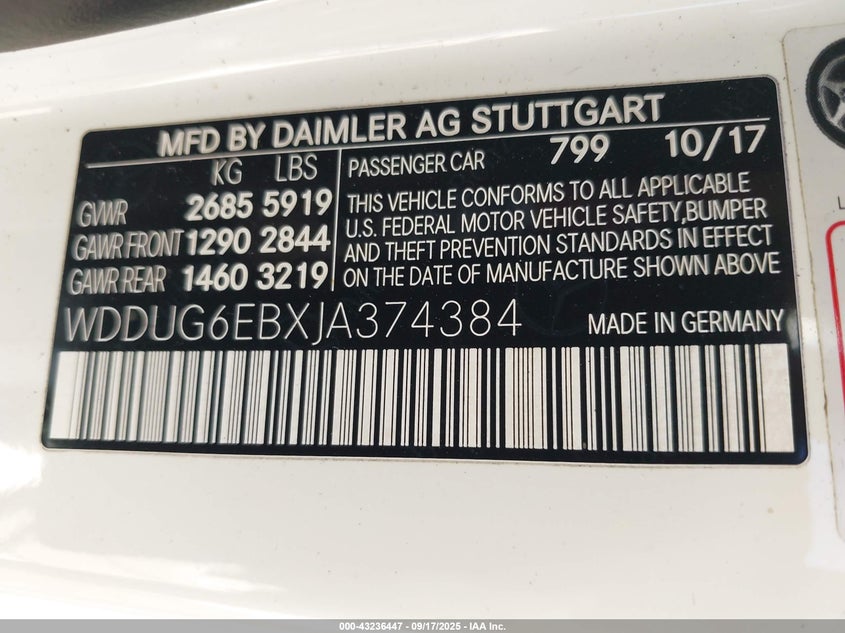 MFD BY DAIMLER AG STUTTGART
KG LBS
GVWR 2685 5919
GAWR FRONT 1290 2844
GAWR REAR 1460 3219
PASSENGER CAR 799 10/17
THIS VEHICLE CONFORMS TO ALL APPLICABLE
U.S. FEDERAL MOTOR VEHICLE SAFETY,BUMPER
AND THEFT PREVENTION STANDARDS IN EFFECT
ON THE DATE OF MANUFACTURE SHOWN ABOVE
WDDUG6EBXJA374384 MADE IN GERMANY
000-43236447 - 09/17/2025 - IAA Inc.